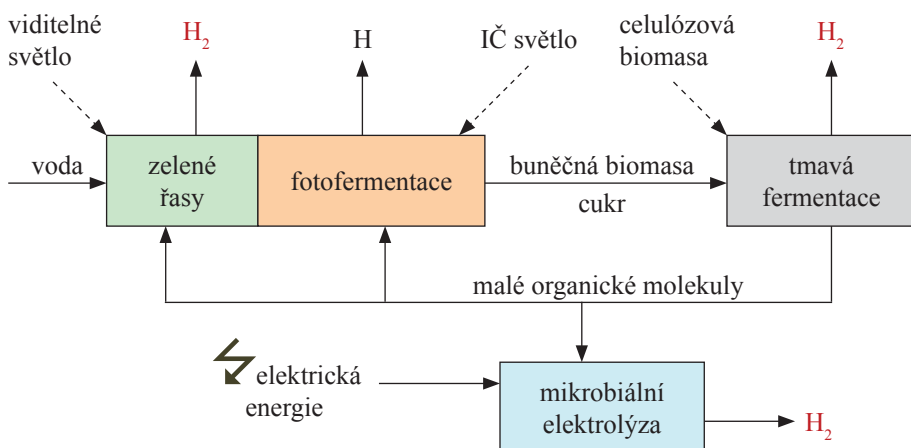 viditelné
světlo
H₂
H
IČ světlo
celulózová
biomasa
H₂
voda
zelené
řasy
fotofermentace
buněčná biomasa
cukr
tmavá
fermentace
malé organické molekuly
elektrická
energie
mikrobiální
elektrolýza
H₂